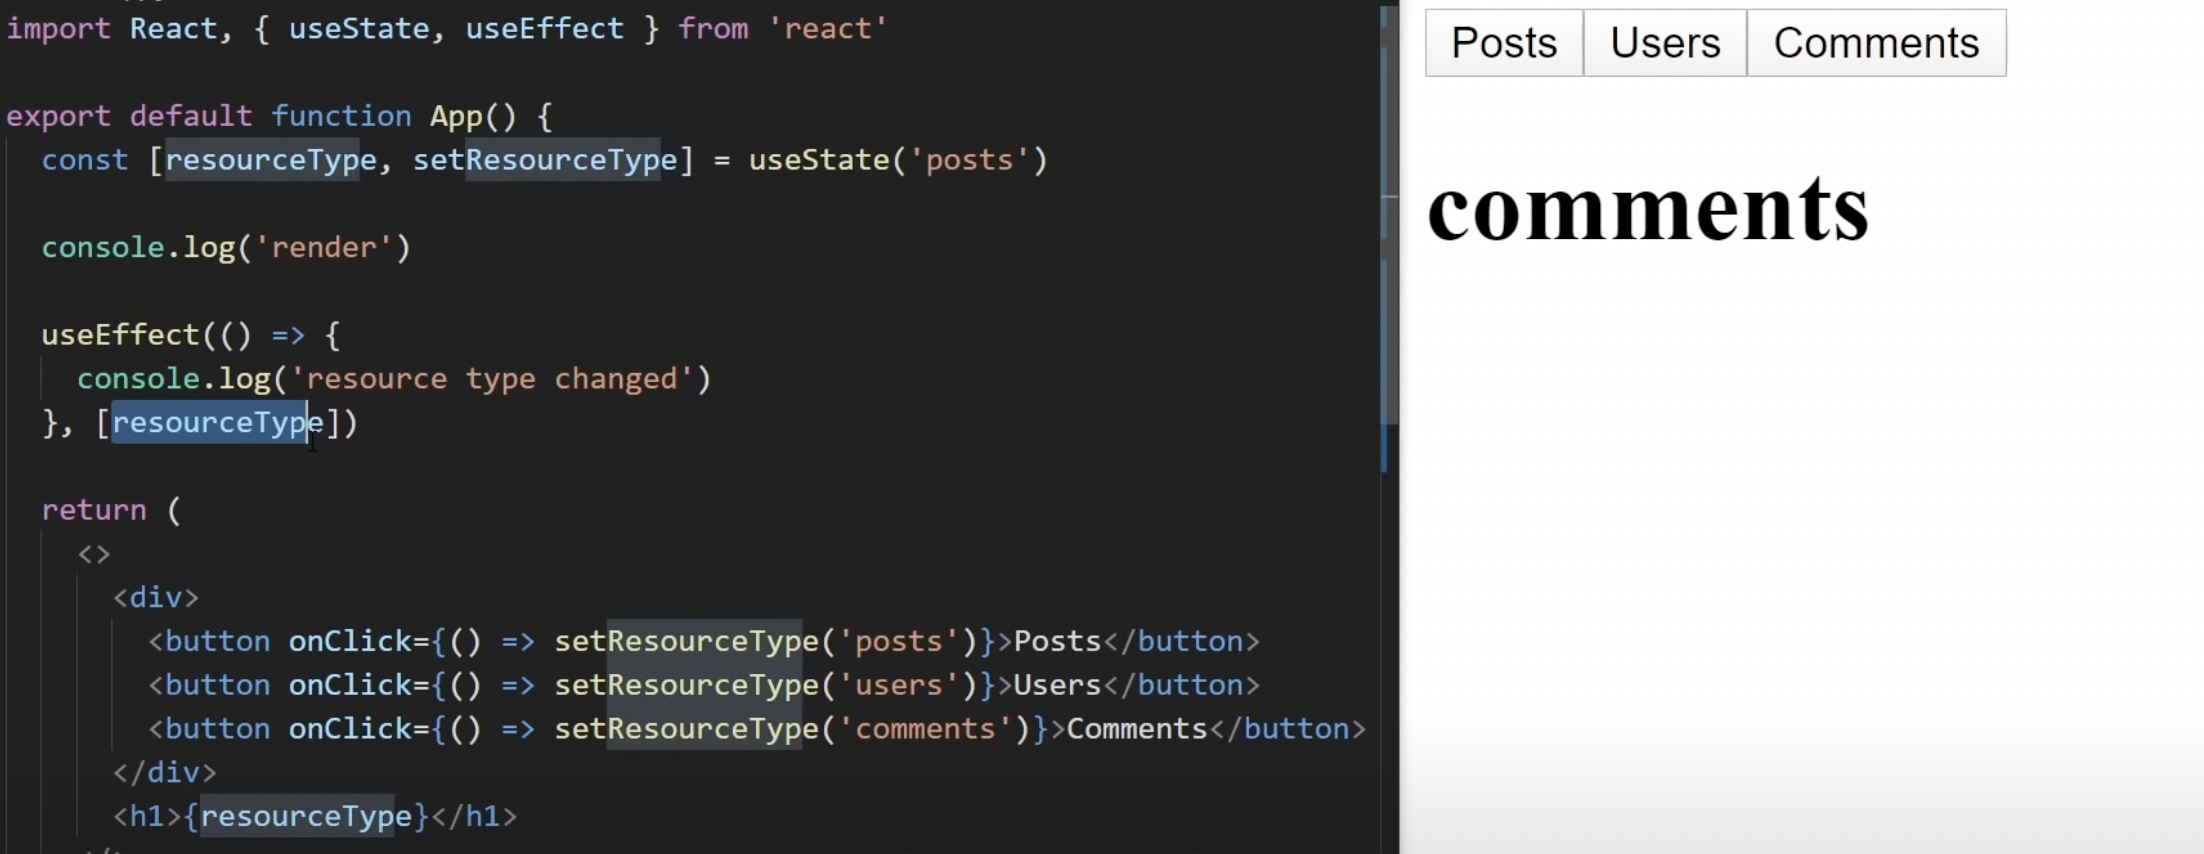 import React, { useState, useEffect } from 'react'
export default function App() {
const [resourceType, setResourceType] = useState('posts')
console.log('render')
useEffect(() => {
console.log('resource type changed')
}, [resourceType])
return (
<>
<div>
<button onClick={() => setResourceType('posts')}>Posts</button>
<button onClick={() => setResourceType('users')}>Users</button>
<button onClick={() => setResourceType('comments')}>Comments</button>
</div>
<h1>{resourceType}</h1>
Posts Users Comments
comments